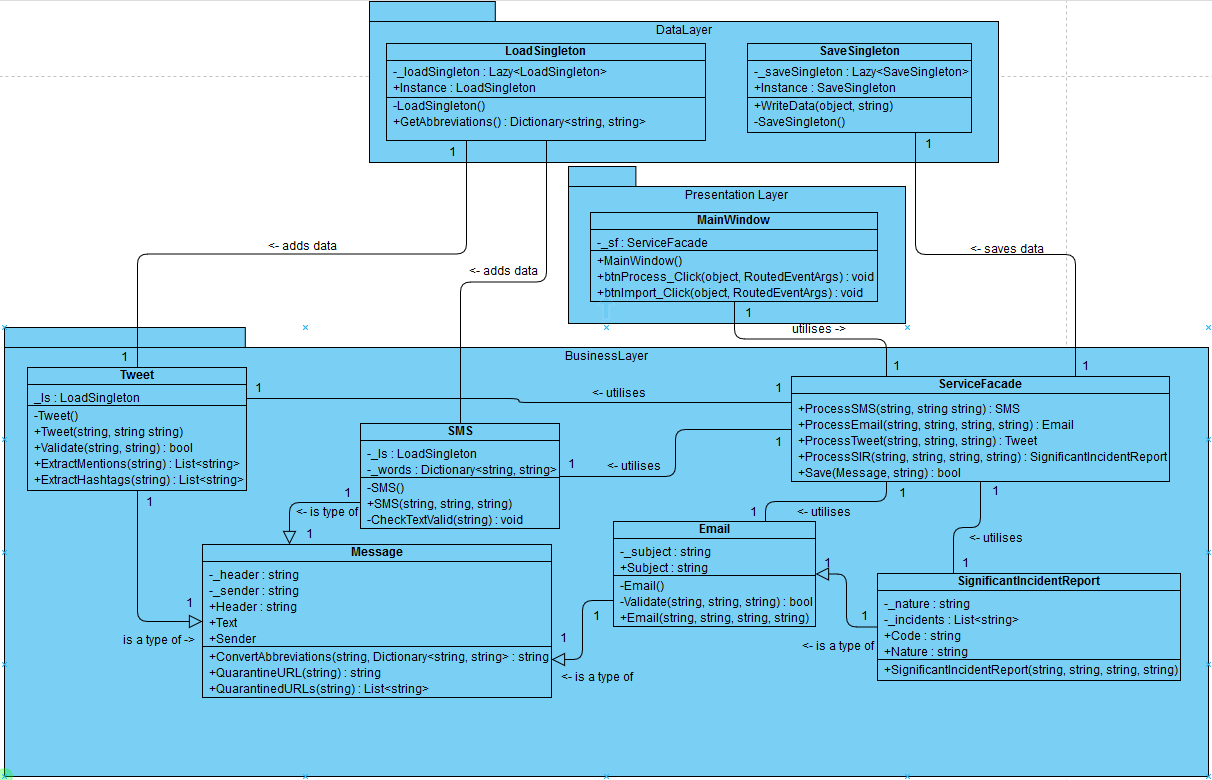 DataLayer
LoadSingleton
-_loadSingleton : Lazy<LoadSingleton>
+Instance : LoadSingleton
-LoadSingleton()
+GetAbbreviations() : Dictionary<string, string>
SaveSingleton
-_saveSingleton : Lazy<SaveSingleton>
+Instance : SaveSingleton
+WriteData(object, string)
-SaveSingleton()
1
1
Presentation Layer
MainWindow
-_sf : ServiceFacade
+MainWindow()
+btnProcess_Click(object, RoutedEventArgs) : void
+btnImport_Click(object, RoutedEventArgs) : void
<- adds data
<- adds data
<- saves data
1
utilises ->
BusinessLayer
1
1
1
Tweet
_ls : LoadSingleton
-Tweet()
+Tweet(string, string string)
+Validate(string, string) : bool
+ExtractMentions(string) : List<string>
+ExtractHashtags(string) : List<string>
1
<- utilises
1
ServiceFacade
+ProcessSMS(string, string string) : SMS
+ProcessEmail(string, string, string, string) : Email
+ProcessTweet(string, string, string) : Tweet
+ProcessSIR(string, string, string, string) : SignificantIncidentReport
+Save(Message, string) : bool
SMS
-_ls : LoadSingleton
-_words : Dictionary<string, string>
-SMS()
+SMS(string, string, string)
-CheckTextValid(string) : void
1
<- utilises
1
1
1
<- is type of
1
1
1
<- utilises
1
1
<- utilises
1
Message
-_header : string
-_sender : string
+Header : string
+Text
+Sender
+ConvertAbbreviations(string, Dictionary<string, string> : string
+QuarantineURL(string) : string
+QuarantinedURLs(string) : List<string>
1
is a type of ->
Email
-_subject : string
+Subject : string
-Email()
-Validate(string, string, string) : bool
+Email(string, string, string, string)
1
1
<- is a type of
1
1
<- is a type of
SignificantIncidentReport
-_nature : string
-_incidents : List<string>
+Code : string
+Nature : string
+SignificantIncidentReport(string, string, string, string)